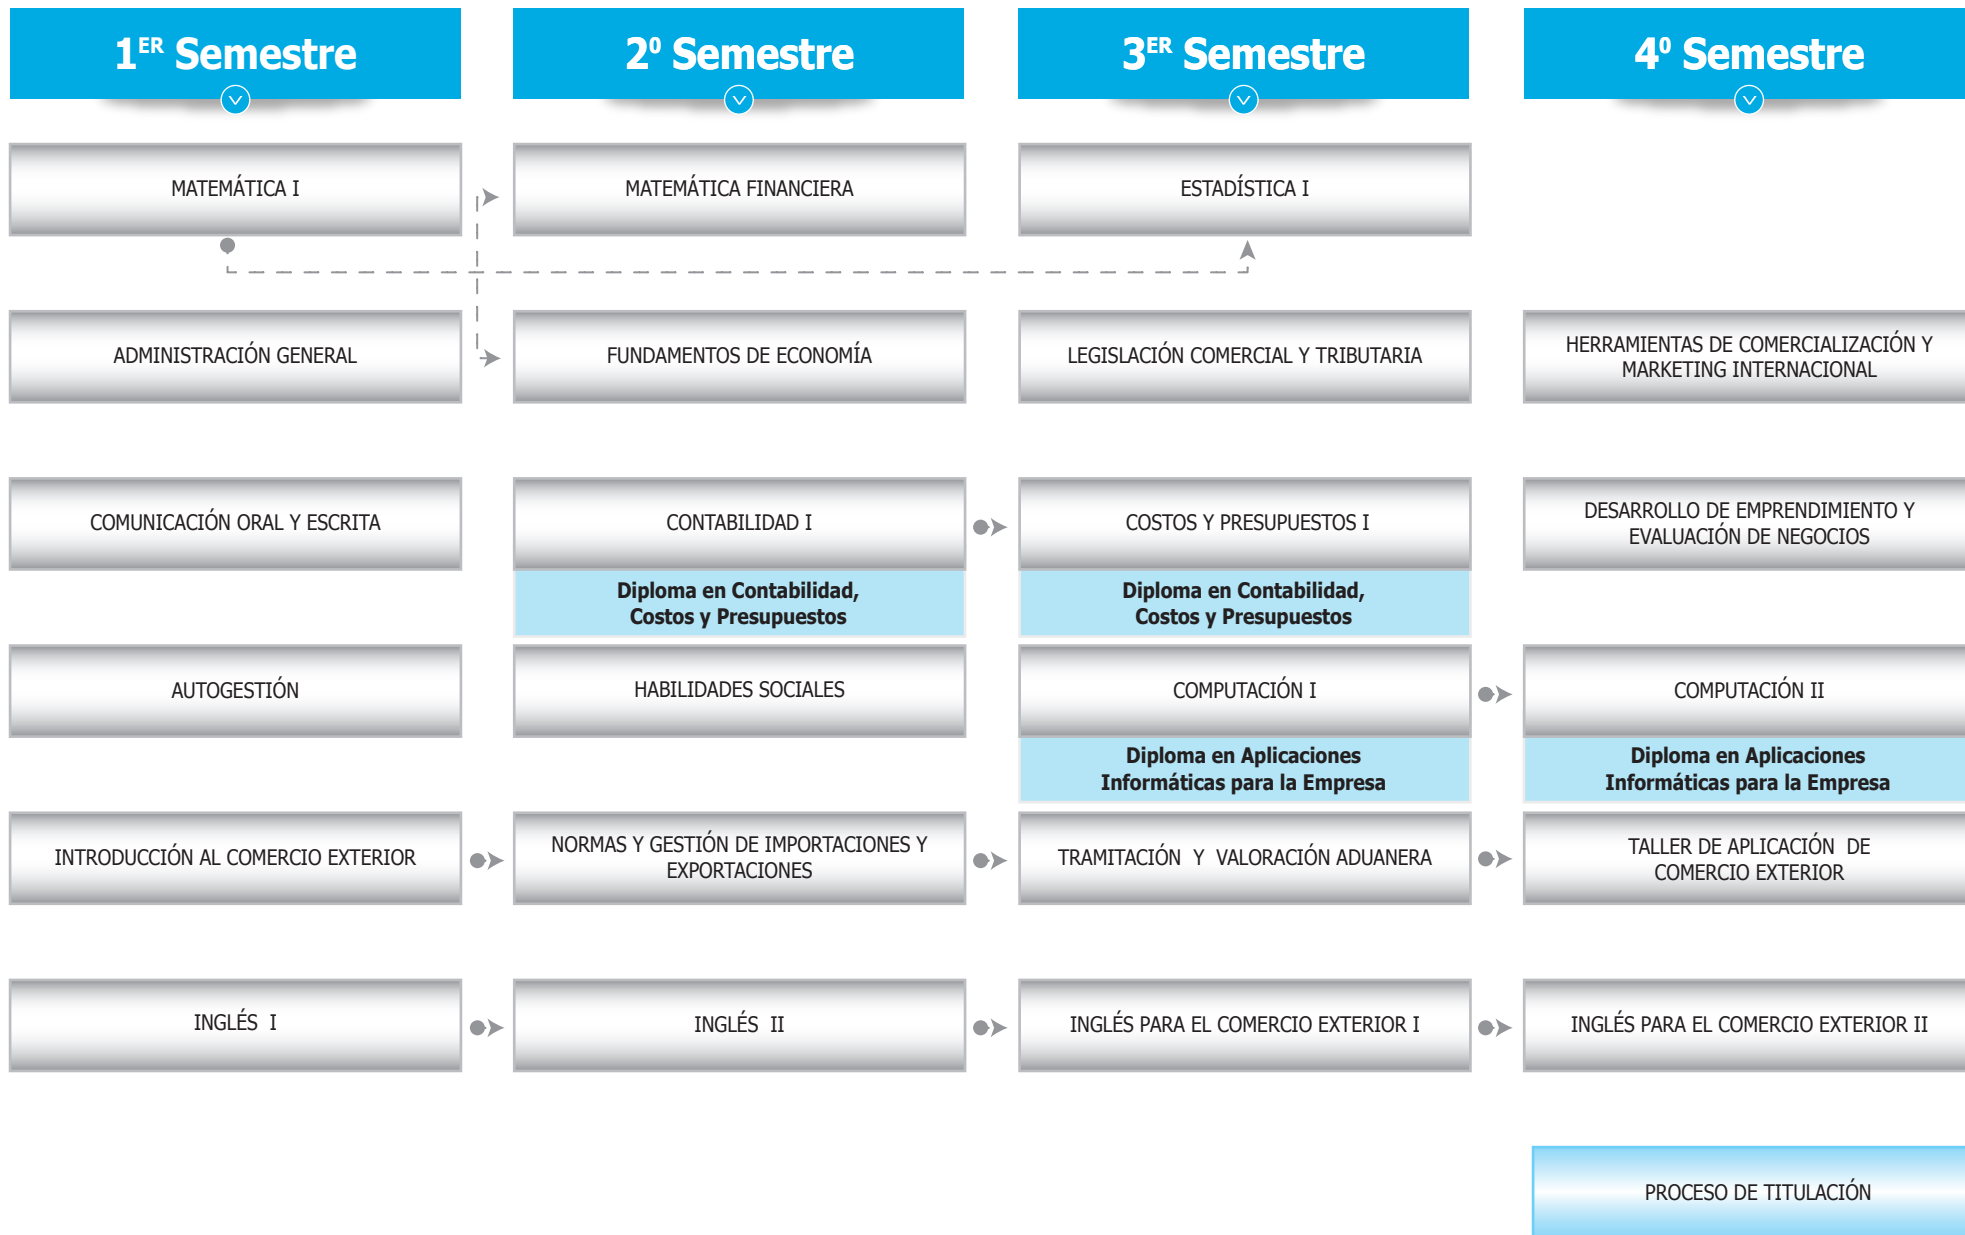 1ER Semestre
2º Semestre
3ER Semestre
4º Semestre
MATEMÁTICA I
MATEMÁTICA FINANCIERA
ESTADÍSTICA I
ADMINISTRACIÓN GENERAL
FUNDAMENTOS DE ECONOMÍA
LEGISLACIÓN COMERCIAL Y TRIBUTARIA
HERRAMIENTAS DE COMERCIALIZACIÓN Y
MARKETING INTERNACIONAL
COMUNICACIÓN ORAL Y ESCRITA
CONTABILIDAD I
COSTOS Y PRESUPUESTOS I
DESARROLLO DE EMPRENDIMIENTO Y
EVALUACIÓN DE NEGOCIOS
Diploma en Contabilidad,
Costos y Presupuestos
Diploma en Contabilidad,
Costos y Presupuestos
AUTOGESTIÓN
HABILIDADES SOCIALES
COMPUTACIÓN I
COMPUTACIÓN II
Diploma en Aplicaciones
Informáticas para la Empresa
Diploma en Aplicaciones
Informáticas para la Empresa
INTRODUCCIÓN AL COMERCIO EXTERIOR
NORMAS Y GESTIÓN DE IMPORTACIONES Y
EXPORTACIONES
TRAMITACIÓN Y VALORACIÓN ADUANERA
TALLER DE APLICACIÓN DE
COMERCIO EXTERIOR
INGLÉS I
INGLÉS II
INGLÉS PARA EL COMERCIO EXTERIOR I
INGLÉS PARA EL COMERCIO EXTERIOR II
PROCESO DE TITULACIÓN